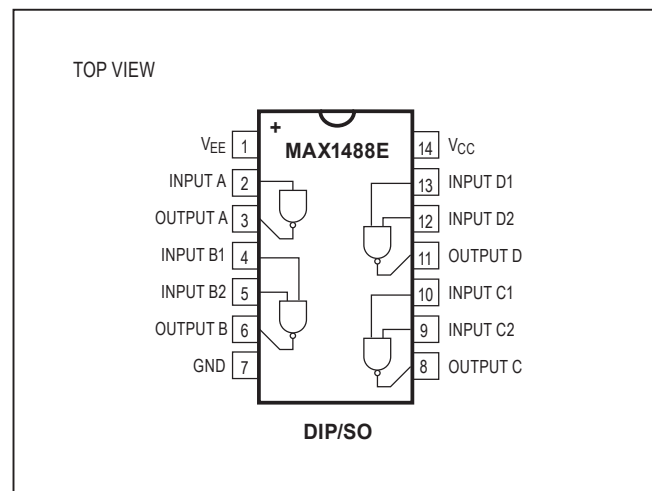 TOP VIEW
+
MAX1488E
VEE 1
INPUT A 2
OUTPUT A 3
INPUT B1 4
INPUT B2 5
OUTPUT B 6
GND 7
14 VCC
13 INPUT D1
12 INPUT D2
11 OUTPUT D
10 INPUT C1
9 INPUT C2
8 OUTPUT C
DIP/SO